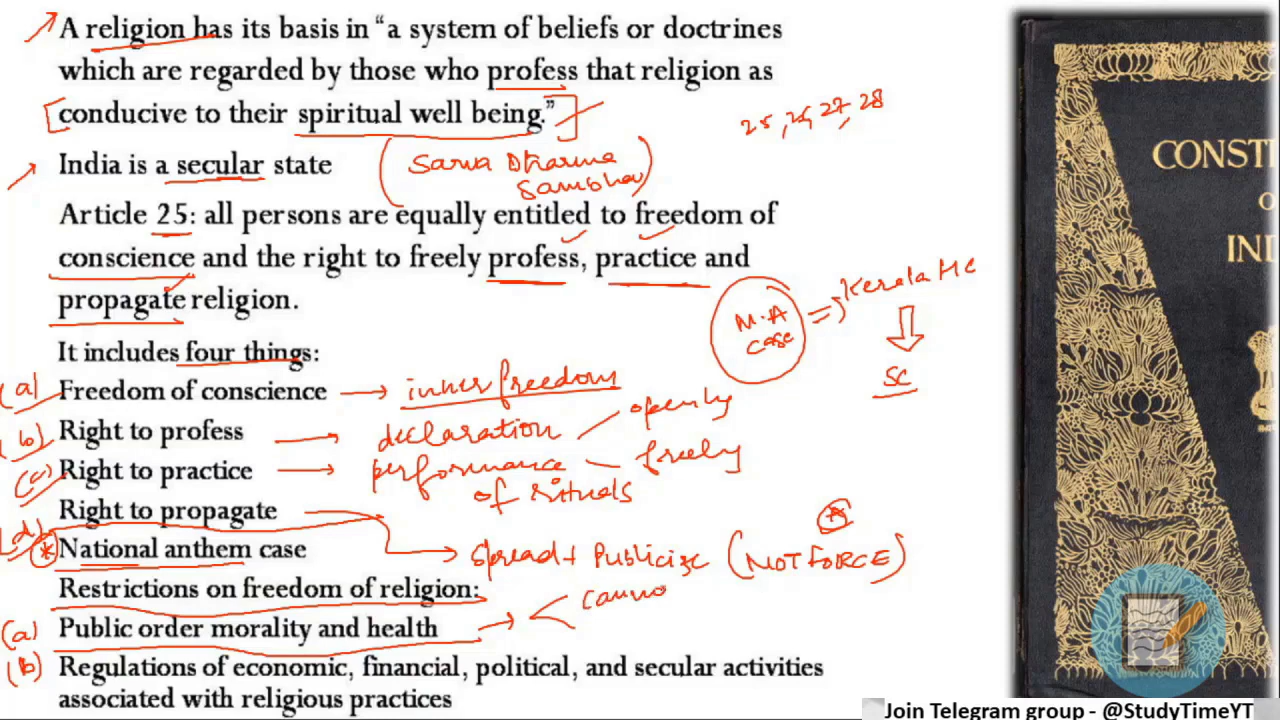 A religion has its basis in “a system of beliefs or doctrines
which are regarded by those who profess that religion as
conducive to their spiritual well being.”
25, 26, 27, 28
India is a secular state
(Sarva Dharma
Sambhav)
Article 25: all persons are equally entitled to freedom of
conscience and the right to freely profess, practice and
propagate religion.
N.A case => Kerala HC
SC
It includes four things:
(a) Freedom of conscience → inner freedom
(b) Right to profess → declaration openly
(c) Right to practice → performance freely
of rituals
(d) Right to propagate
Spread + Publicize (NOT FORCE)
* National anthem case
Restrictions on freedom of religion:
canno
(a) Public order morality and health
(b) Regulations of economic, financial, political, and secular activities
associated with religious practices
CONST
O
IND
Join Telegram group - @StudyTimeYT